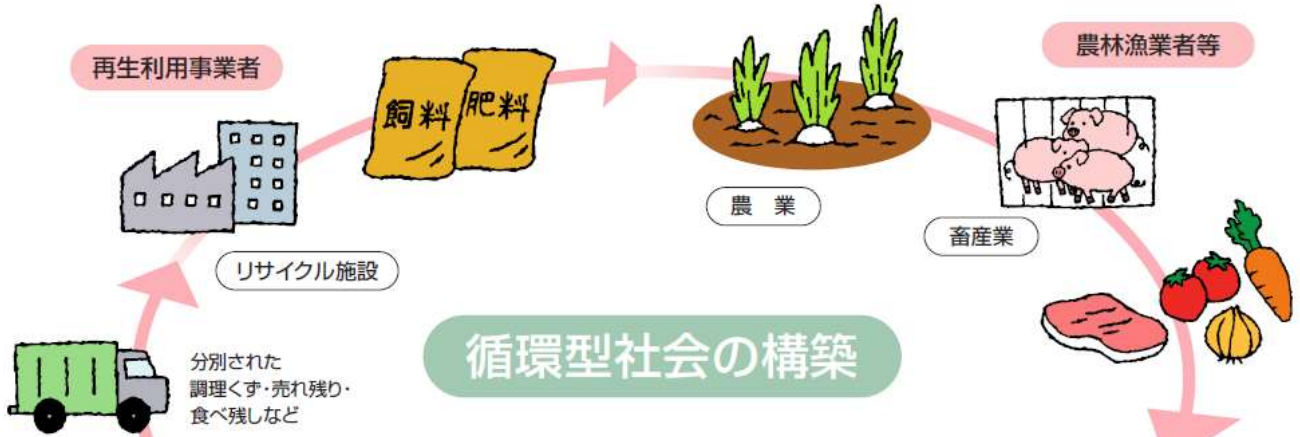 再生利用事業者
飼料
肥料
農林漁業者等
農 業
畜産業
リサイクル施設
循環型社会の構築
分別された
調理くず・売れ残り・
食べ残しなど